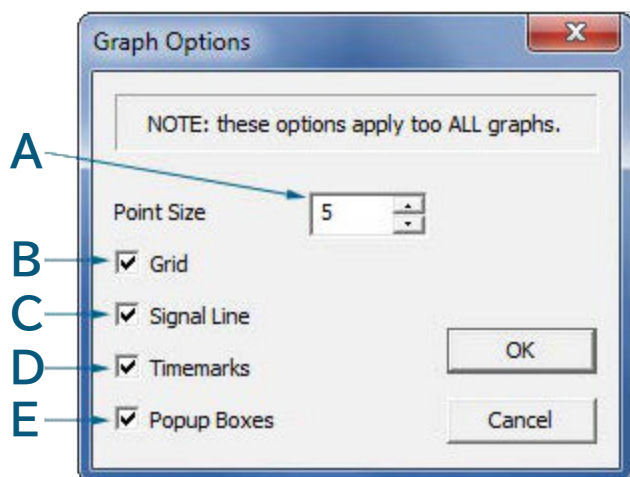 Graph Options
NOTE: these options apply too ALL graphs.
A
Point Size 5
B Grid
C Signal Line
D Timemarks
OK
E Popup Boxes
Cancel